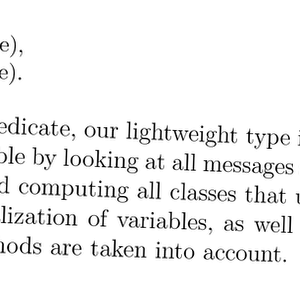 e),
e).
edicate, our lightweight type i
ble by looking at all messages
d computing all classes that u
lization of variables, as well
hods are taken into account.